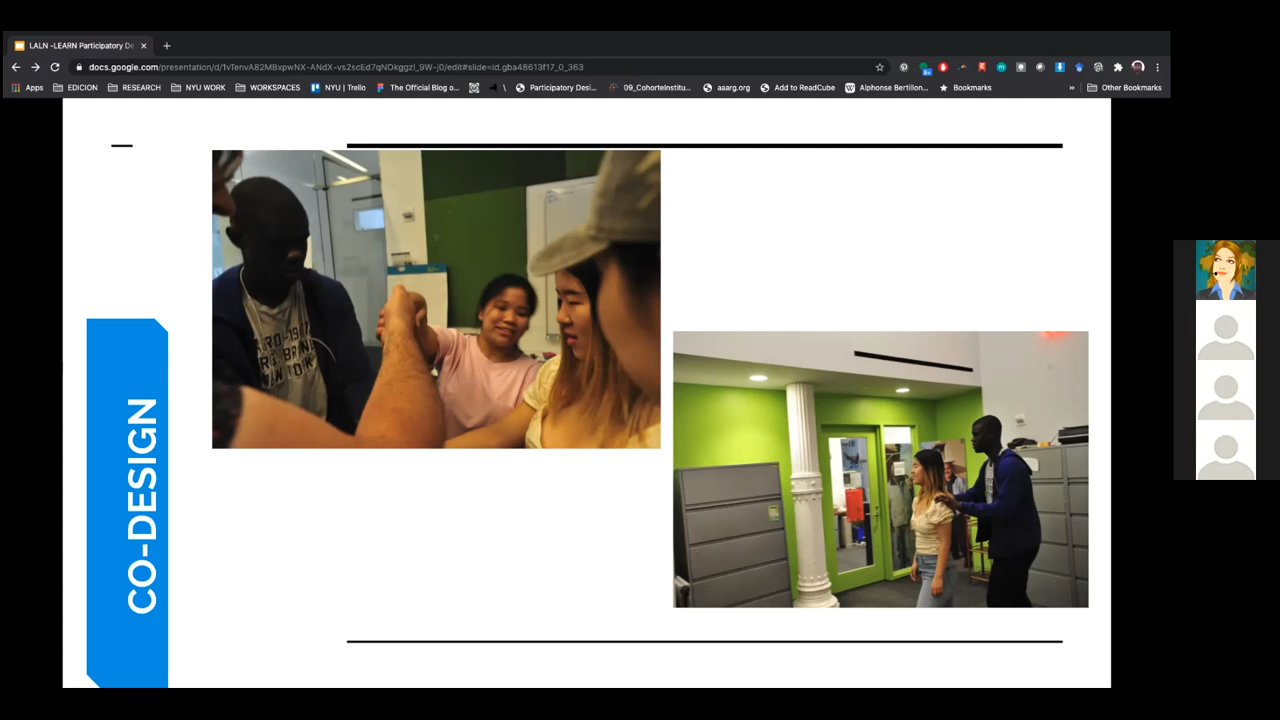 LALN -LEARN Participatory De
docs.google.com/presentation/d/1vTenvA82MBxpwNX-ANdX-vs2scEd7qNOkggzl_9W-j0/edit#slide=id.gba48613f17_0_363
Apps EDICION RESEARCH NYU WORK WORKSPACES NYU | Trello The Official Blog o... \ Participatory Desi... 09_CohorteInstitu... aaarg.org Add to ReadCube Alphonse Bertillon... Bookmarks » Other Bookmarks
CO-DESIGN